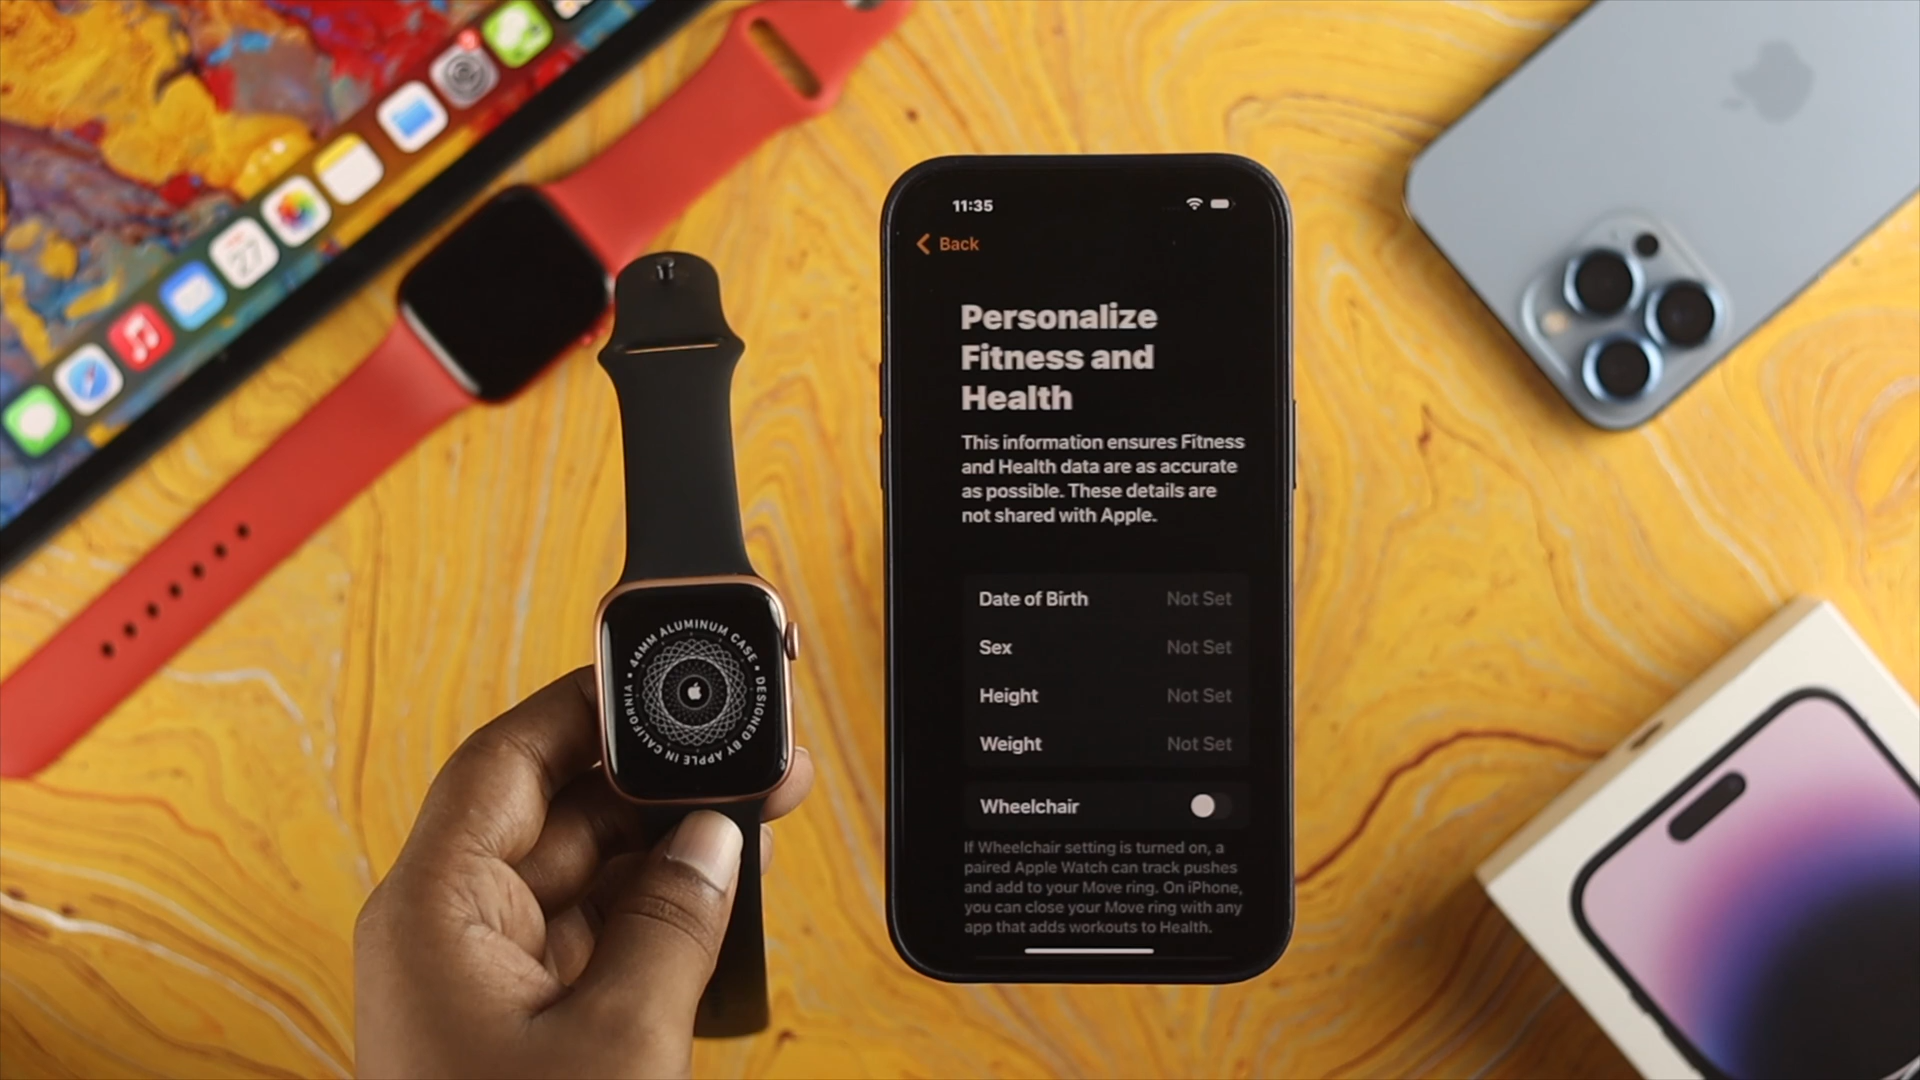 27
11:35
Back
Personalize
Fitness and
Health
This information ensures Fitness
and Health data are as accurate
as possible. These details are
not shared with Apple.
Date of Birth Not Set
Sex Not Set
Height Not Set
Weight Not Set
Wheelchair
If Wheelchair setting is turned on, a
paired Apple Watch can track pushes
and add to your Move ring. On iPhone,
you can close your Move ring with any
app that adds workouts to Health.
44MM ALUMINUM CASE • DESIGNED BY APPLE IN CALIFORNIA •